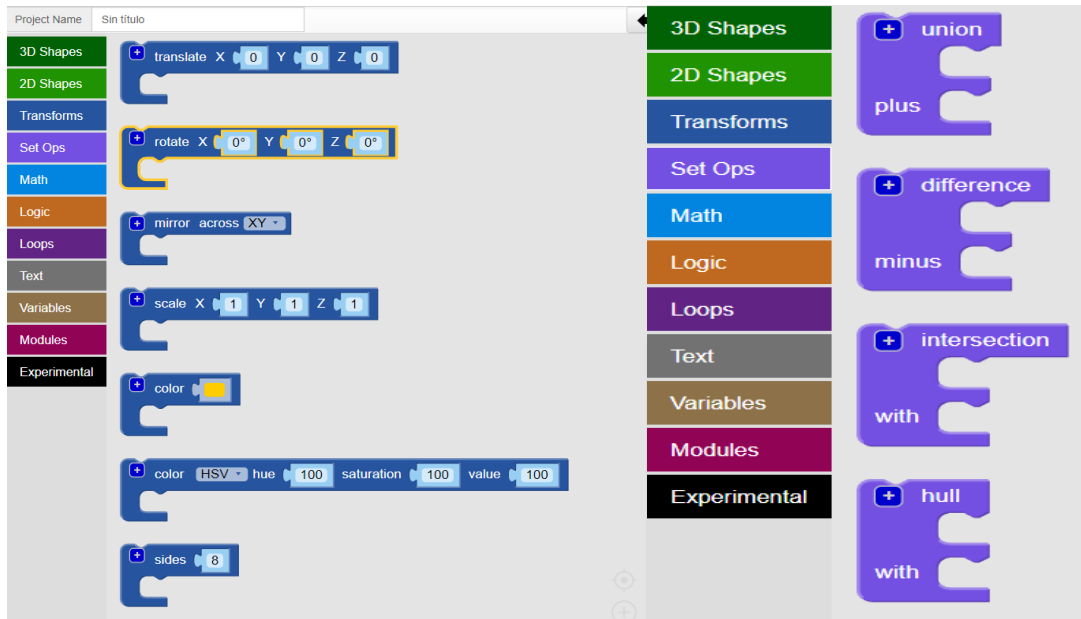 Project Name Sin título
3D Shapes
2D Shapes
Transforms
Set Ops
Math
Logic
Loops
Text
Variables
Modules
Experimental
translate X 0 Y 0 Z 0
rotate X 0° Y 0° Z 0°
mirror across XY
scale X 1 Y 1 Z 1
color
color HSV hue 100 saturation 100 value 100
sides 8
3D Shapes
2D Shapes
Transforms
Set Ops
Math
Logic
Loops
Text
Variables
Modules
Experimental
+ union
plus
+ difference
minus
+ intersection
with
+ hull
with